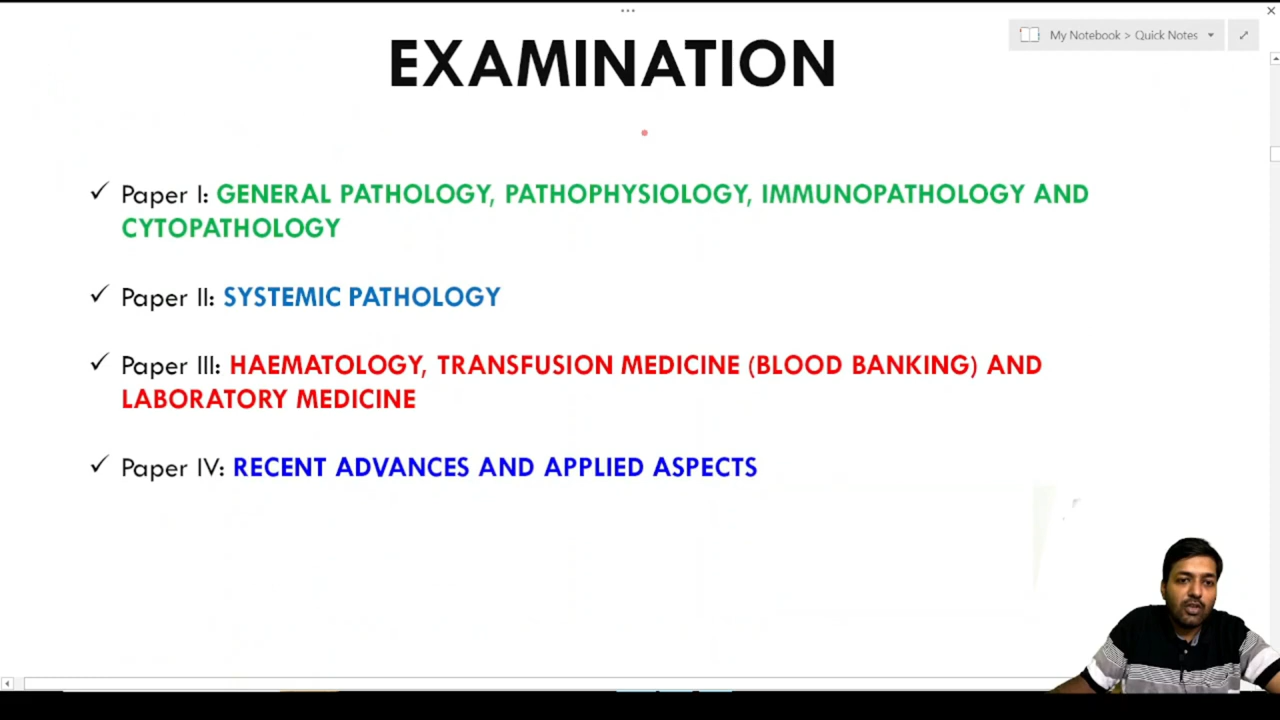 EXAMINATION
My Notebook > Quick Notes
Paper I: GENERAL PATHOLOGY, PATHOPHYSIOLOGY, IMMUNOPATHOLOGY AND
CYTOPATHOLOGY
Paper II: SYSTEMIC PATHOLOGY
Paper III: HAEMATOLOGY, TRANSFUSION MEDICINE (BLOOD BANKING) AND
LABORATORY MEDICINE
Paper IV: RECENT ADVANCES AND APPLIED ASPECTS